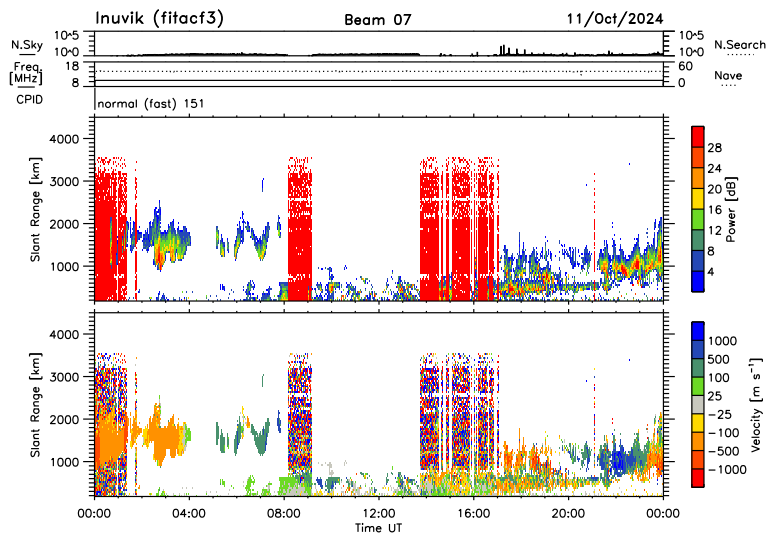 Inuvik (fitacf3)
Beam 07
11/Oct/2024
N.Sky
10^5
10^0
10^5
10^0
N.Search
Freq.
[MHz]
18
8
60
0
Nave
CPID
normal (fast) 151
Slant Range [km]
4000
3000
2000
1000
Power [dB]
28
24
20
16
12
8
4
Slant Range [km]
4000
3000
2000
1000
Velocity [m s⁻¹]
1000
500
100
25
−25
−100
−500
−1000
00:00
04:00
08:00
12:00
16:00
20:00
00:00
Time UT